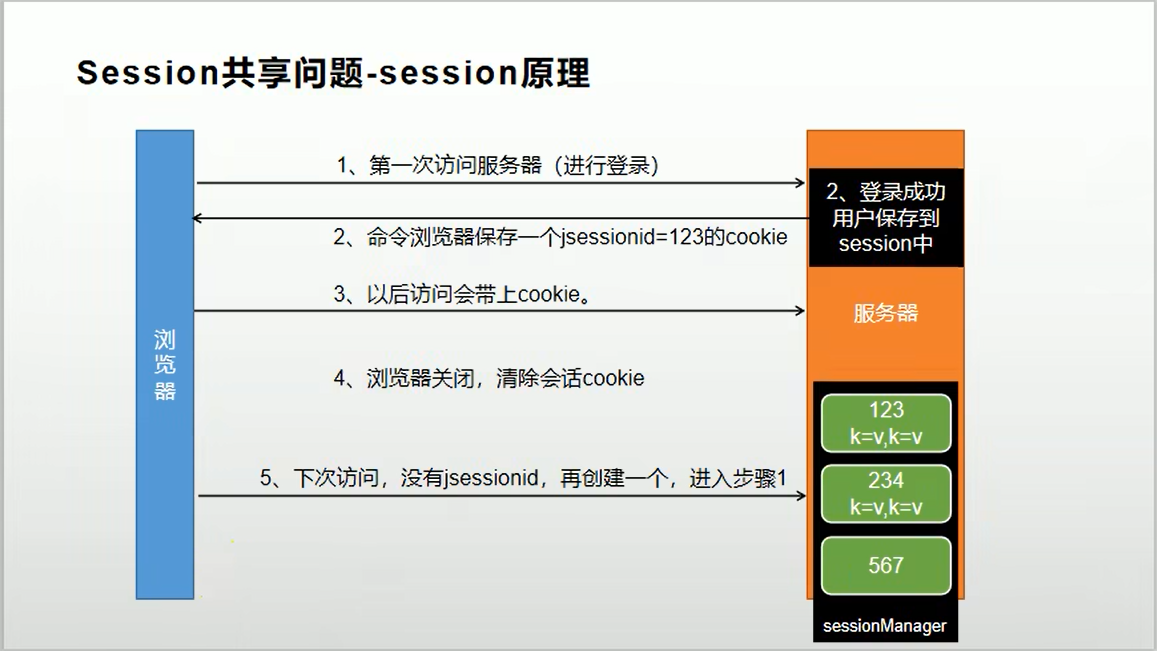 Session共享问题-session原理
1、第一次访问服务器（进行登录）
2、登录成功
用户保存到
session中
2、命令浏览器保存一个jsessionid=123的cookie
3、以后访问会带上cookie。
服务器
浏
览
器
4、浏览器关闭，清除会话cookie
123
k=v,k=v
5、下次访问，没有jsessionid，再创建一个，进入步骤1
234
k=v,k=v
567
sessionManager